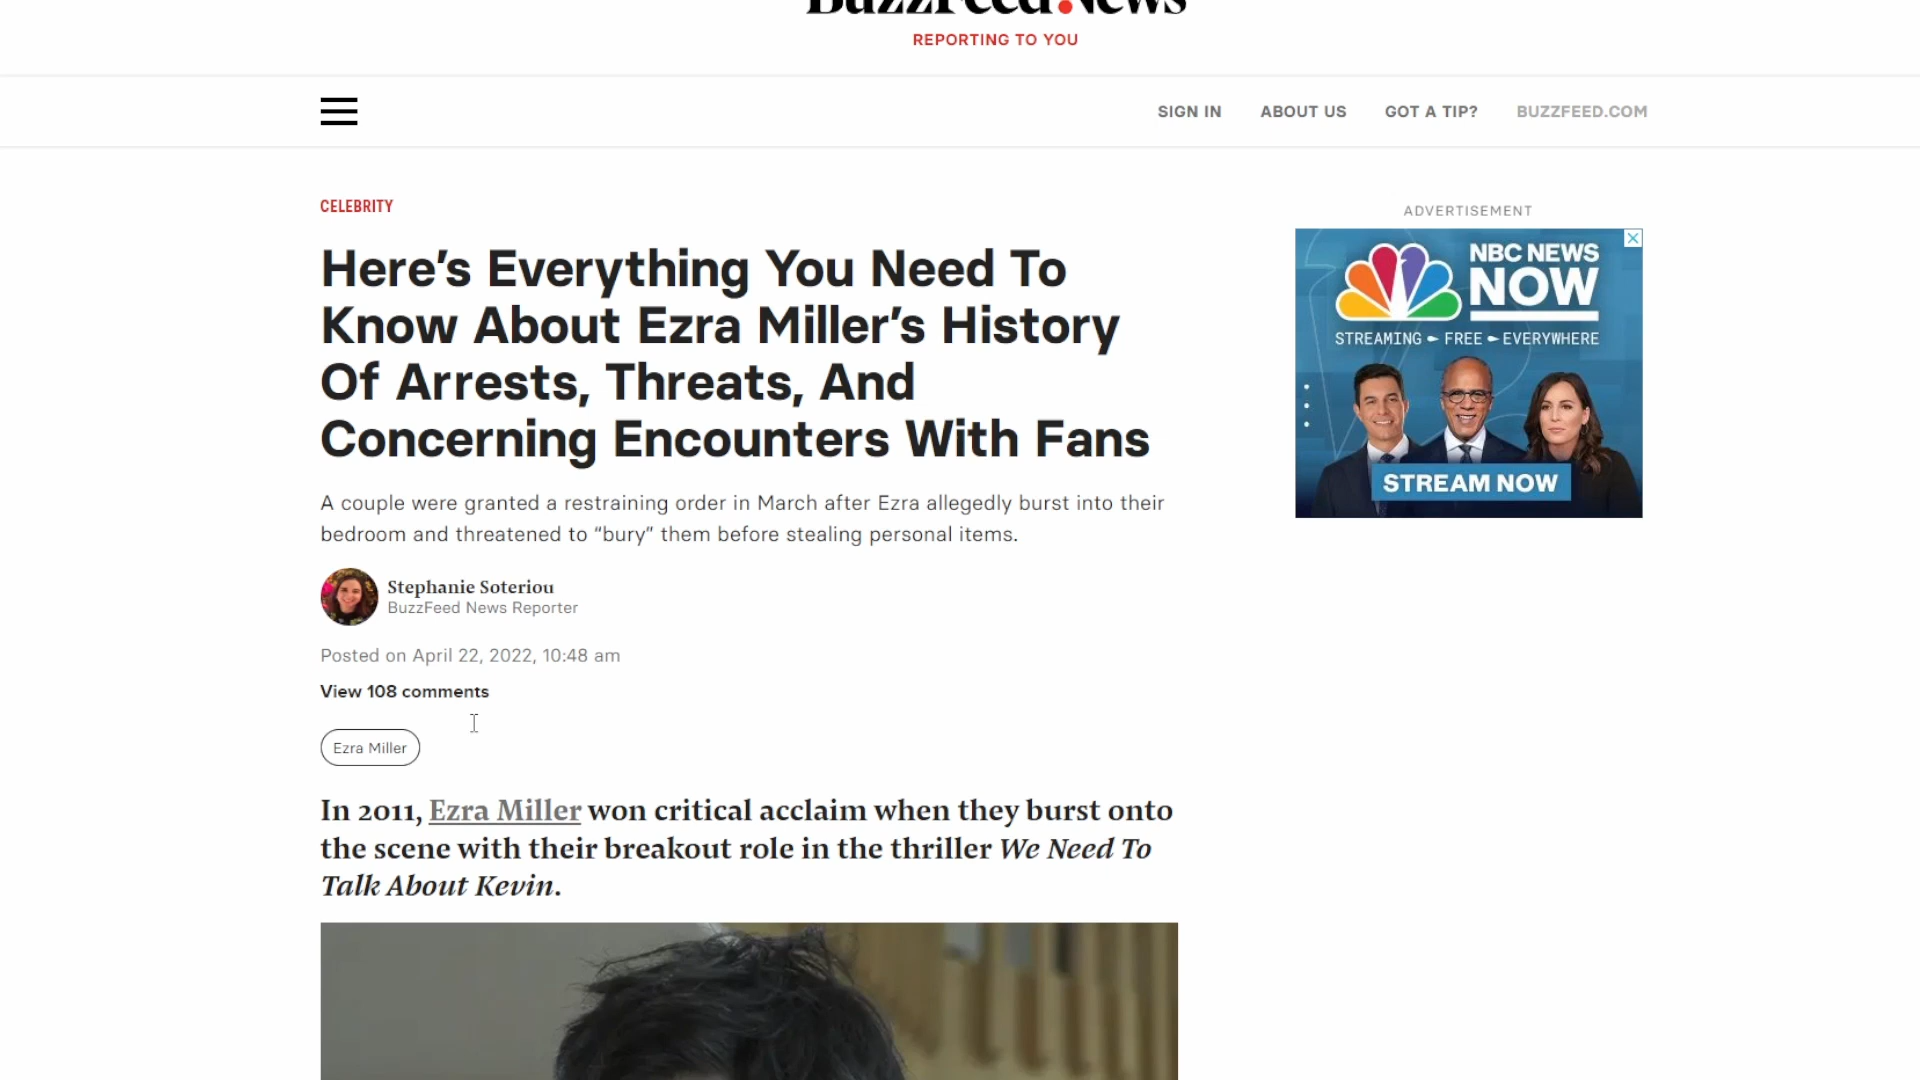 BuzzFeed News
REPORTING TO YOU
SIGN IN ABOUT US GOT A TIP? BUZZFEED.COM
CELEBRITY
Here's Everything You Need To
Know About Ezra Miller's History
Of Arrests, Threats, And
Concerning Encounters With Fans
A couple were granted a restraining order in March after Ezra allegedly burst into their
bedroom and threatened to “bury” them before stealing personal items.
Stephanie Soteriou
BuzzFeed News Reporter
Posted on April 22, 2022, 10:48 am
View 108 comments
Ezra Miller
In 2011, Ezra Miller won critical acclaim when they burst onto
the scene with their breakout role in the thriller We Need To
Talk About Kevin.
ADVERTISEMENT
NBC NEWS
NOW
STREAMING FREE EVERYWHERE
STREAM NOW